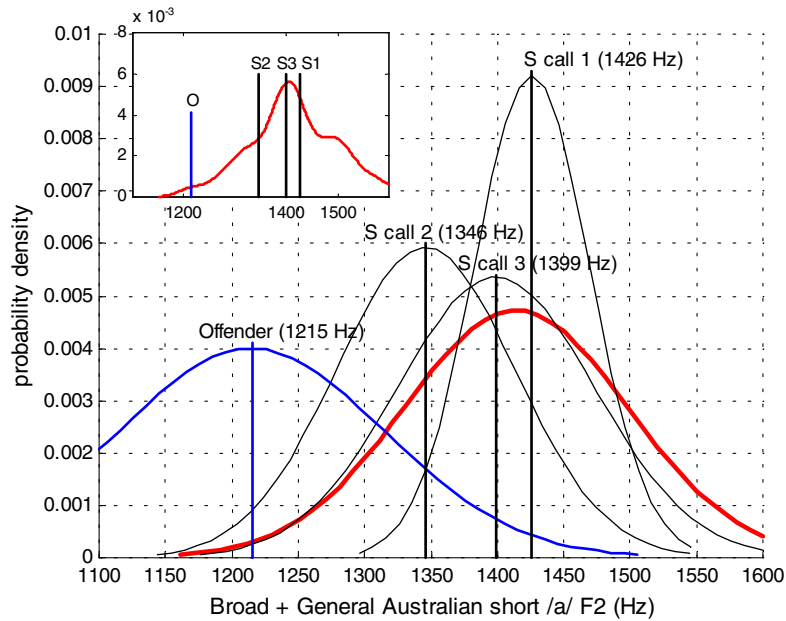 x 10⁻³
8
6
4
2
0
O
S2 S3 S1
1200 1400 1500
0.01
0.009
0.008
0.007
0.006
0.005
0.004
0.003
0.002
0.001
0
probability density
S call 1 (1426 Hz)
S call 2 (1346 Hz)
S call 3 (1399 Hz)
Offender (1215 Hz)
1100 1150 1200 1250 1300 1350 1400 1450 1500 1550 1600
Broad + General Australian short /a/ F2 (Hz)